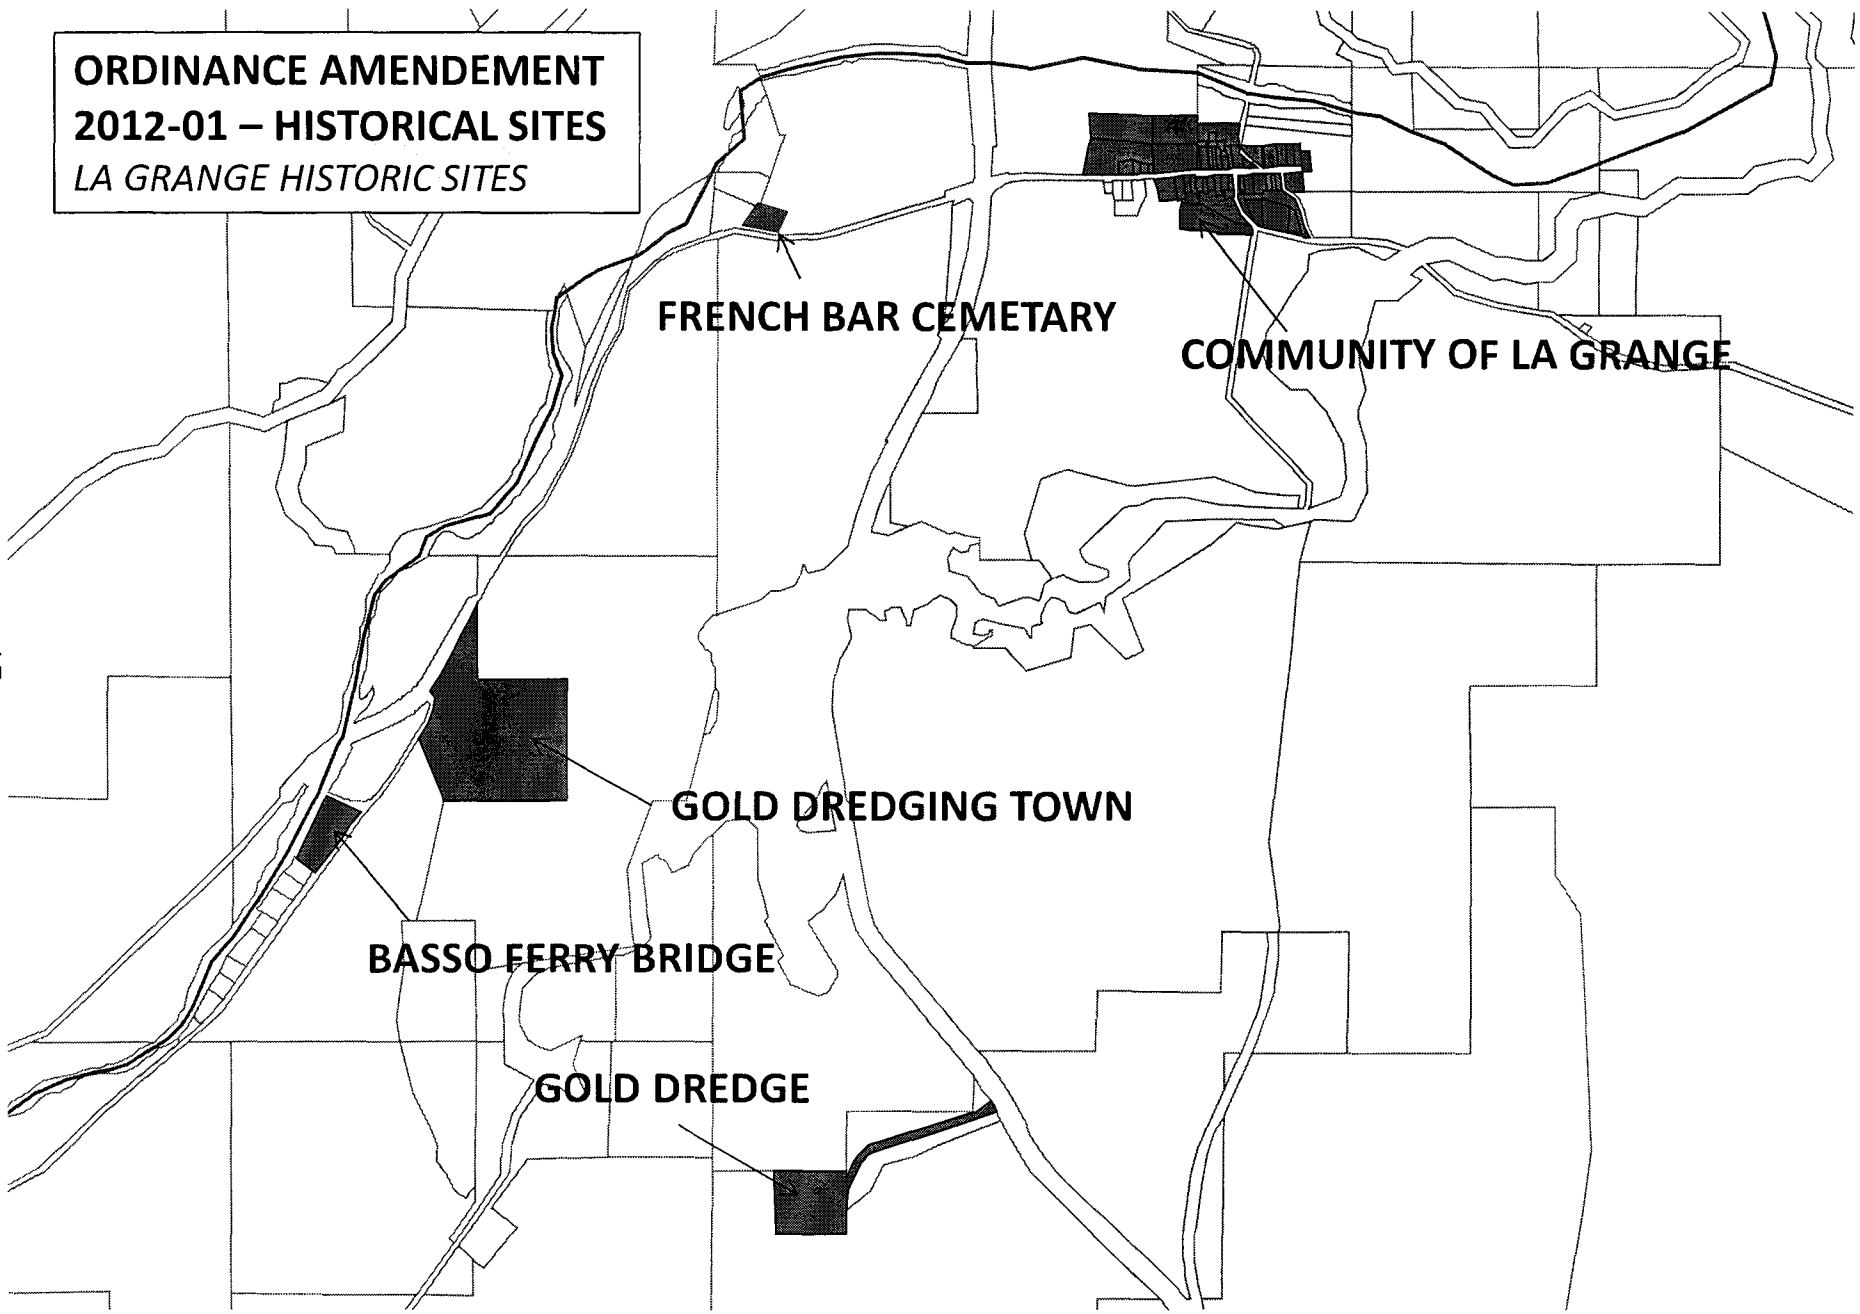 ORDINANCE AMENDEMENT
2012-01 – HISTORICAL SITES
LA GRANGE HISTORIC SITES
FRENCH BAR CEMETARY
COMMUNITY OF LA GRANGE
GOLD DREDGING TOWN
BASSO FERRY BRIDGE
GOLD DREDGE